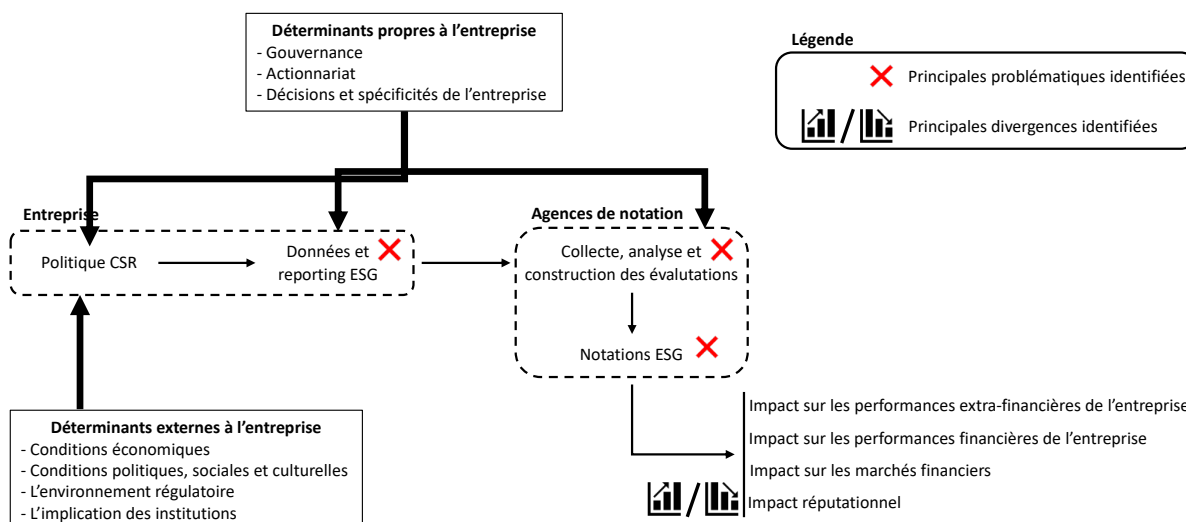 Déterminants propres à l'entreprise
- Gouvernance
- Actionnariat
- Décisions et spécificités de l'entreprise
Légende
Principales problématiques identifiées
Principales divergences identifiées
Entreprise
Politique CSR
Données et
reporting ESG
Agences de notation
Collecte, analyse et
construction des évalutations
Notations ESG
Déterminants externes à l'entreprise
- Conditions économiques
- Conditions politiques, sociales et culturelles
- L'environnement régulatoire
- L'implication des institutions
Impact sur les performances extra-financières de l'entreprise
Impact sur les performances financières de l'entreprise
Impact sur les marchés financiers
Impact réputationnel